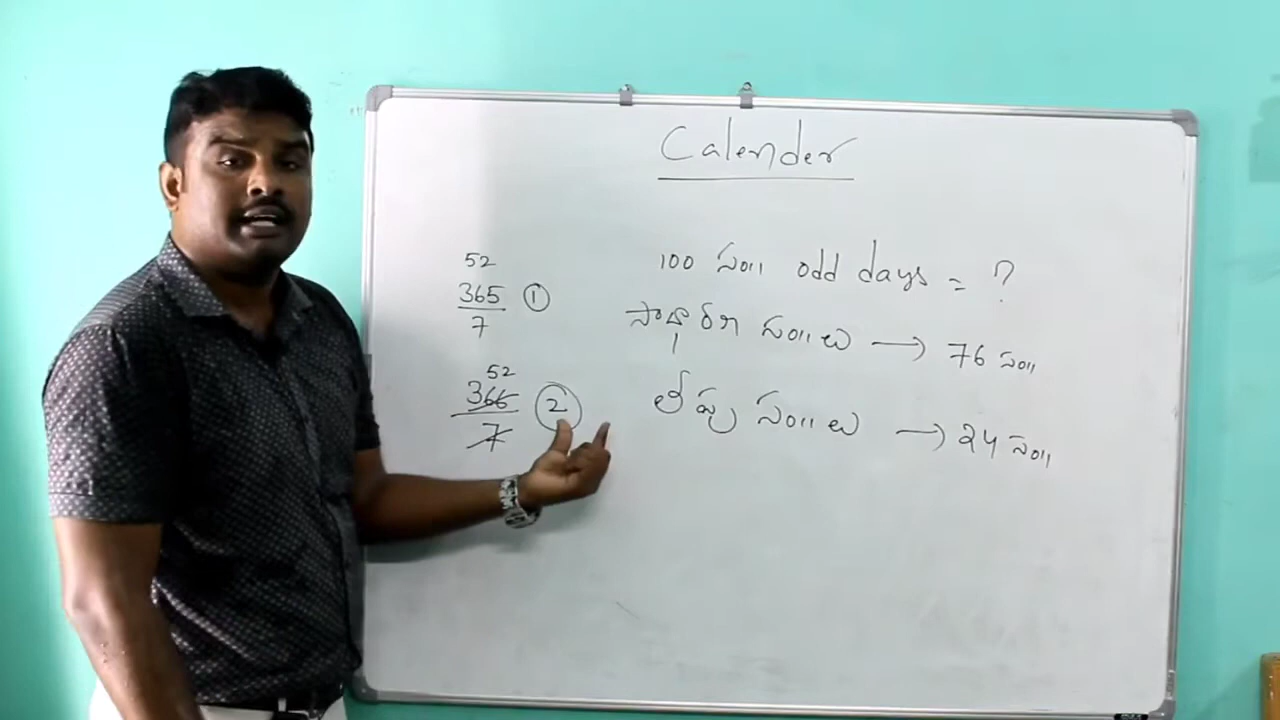 Calender
52
365 ①
7
52
366 ②
7
100 సం॥ odd days = ?
సాధారణ సం॥లు → 76 సం॥
లీపు సం॥లు → 24 సం॥